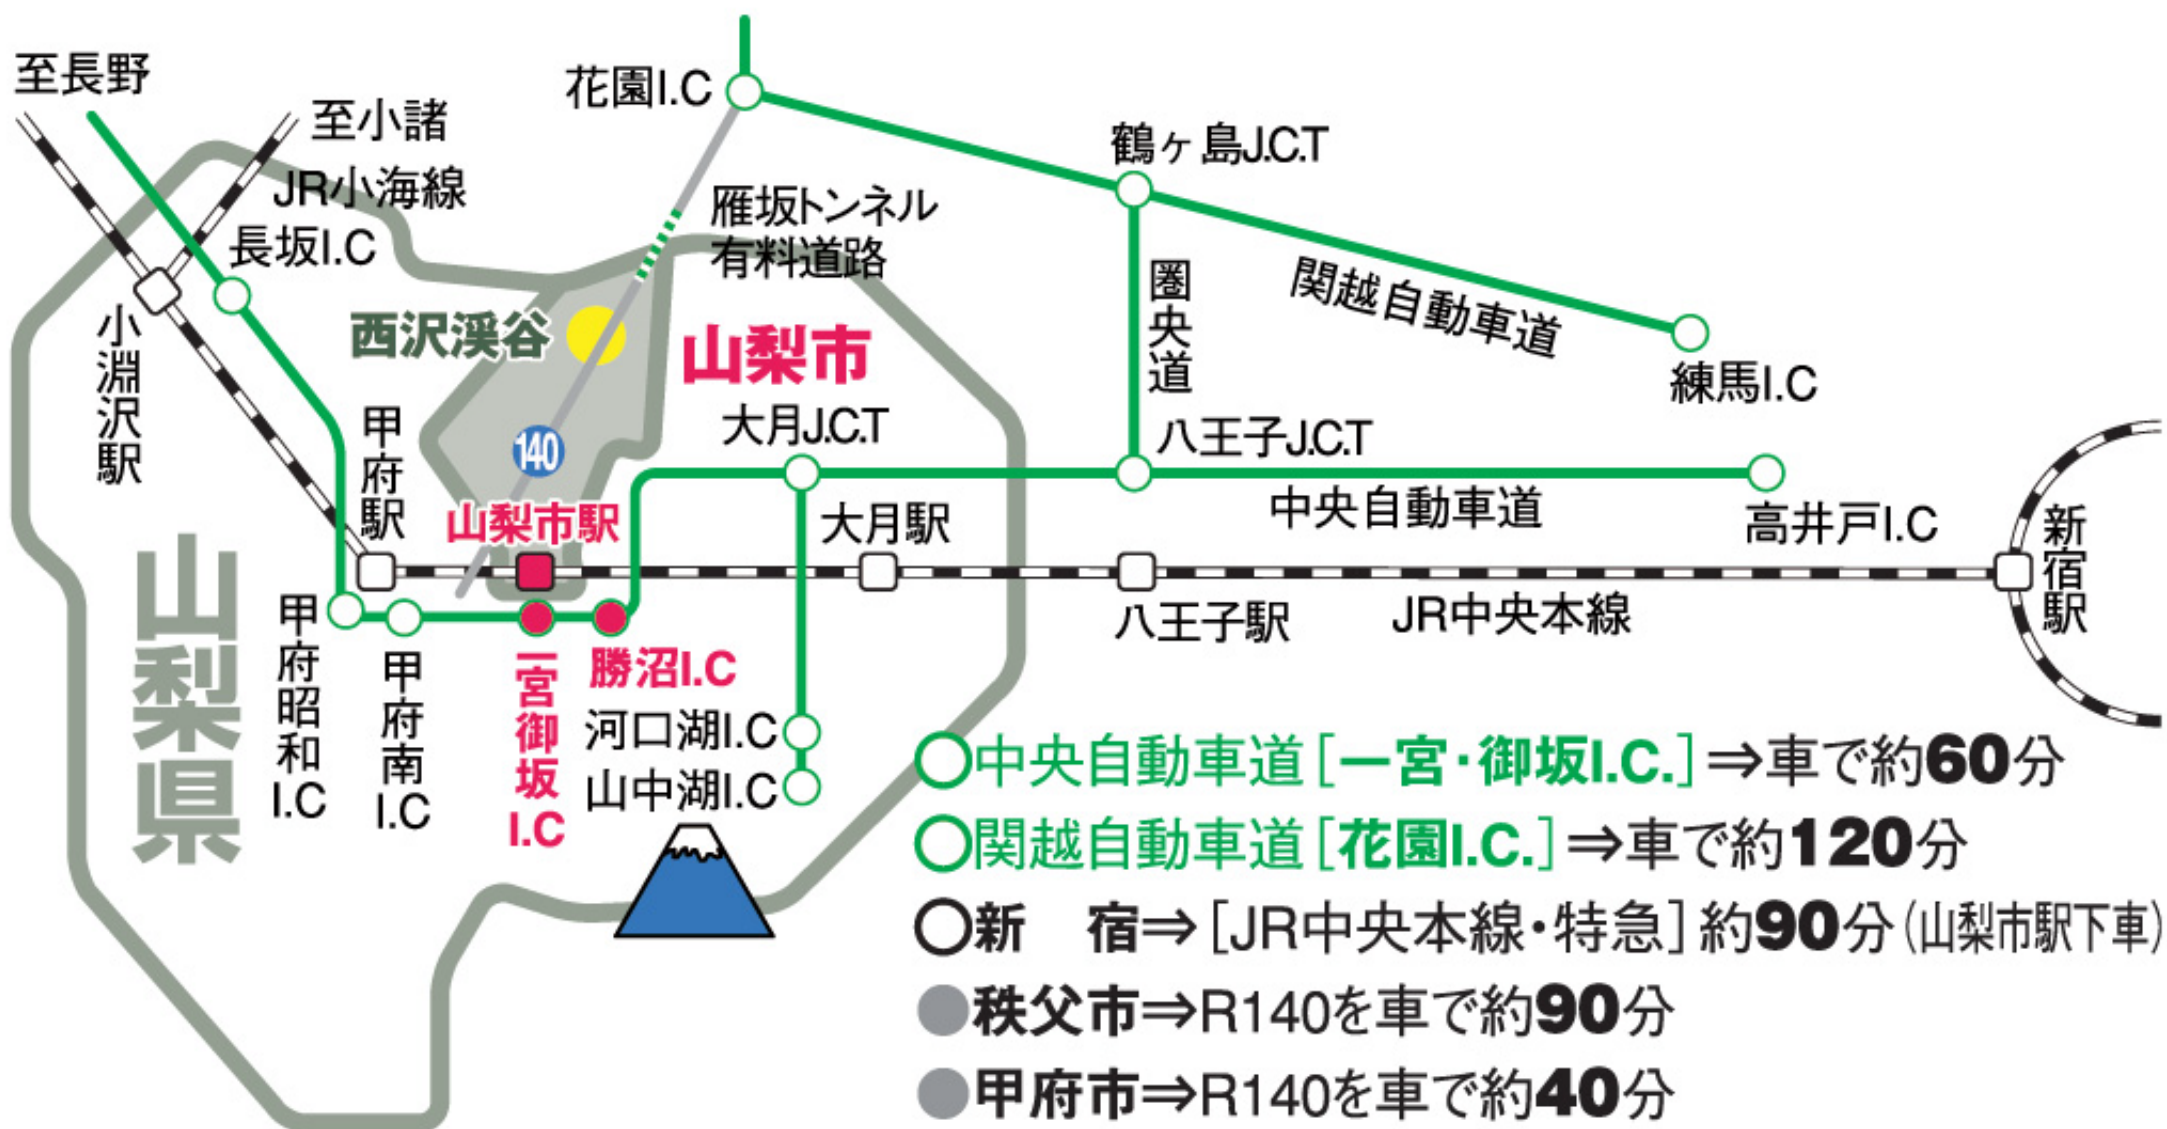 至長野
至小諸
JR小海線
長坂I.C
小淵沢駅
花園I.C
雁坂トンネル
有料道路
鶴ヶ島J.C.T
圏央道
関越自動車道
練馬I.C
西沢渓谷
山梨市
140
大月J.C.T
八王子J.C.T
中央自動車道
高井戸I.C
甲府駅
山梨市駅
大月駅
八王子駅
JR中央本線
新宿駅
山梨県
甲府昭和I.C
甲府南I.C
一宮御坂I.C
勝沼I.C
河口湖I.C
山中湖I.C
○中央自動車道[一宮・御坂I.C.]⇒車で約60分
○関越自動車道[花園I.C.]⇒車で約120分
○新　宿⇒[JR中央本線・特急]約90分(山梨市駅下車)
●秩父市⇒R140を車で約90分
●甲府市⇒R140を車で約40分